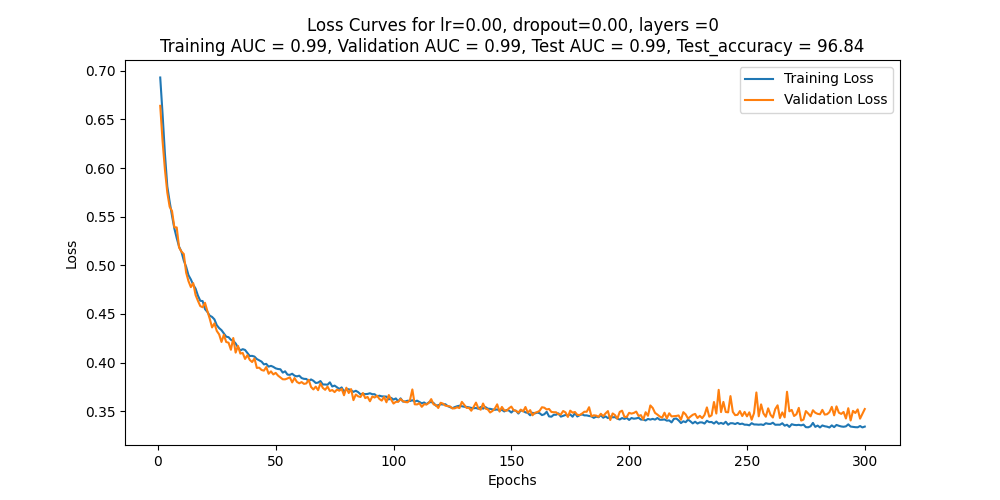 Loss Curves for lr=0.00, dropout=0.00, layers =0
Training AUC = 0.99, Validation AUC = 0.99, Test AUC = 0.99, Test_accuracy = 96.84
Training Loss
Validation Loss
Loss
0.70
0.65
0.60
0.55
0.50
0.45
0.40
0.35
0 50 100 150 200 250 300
Epochs